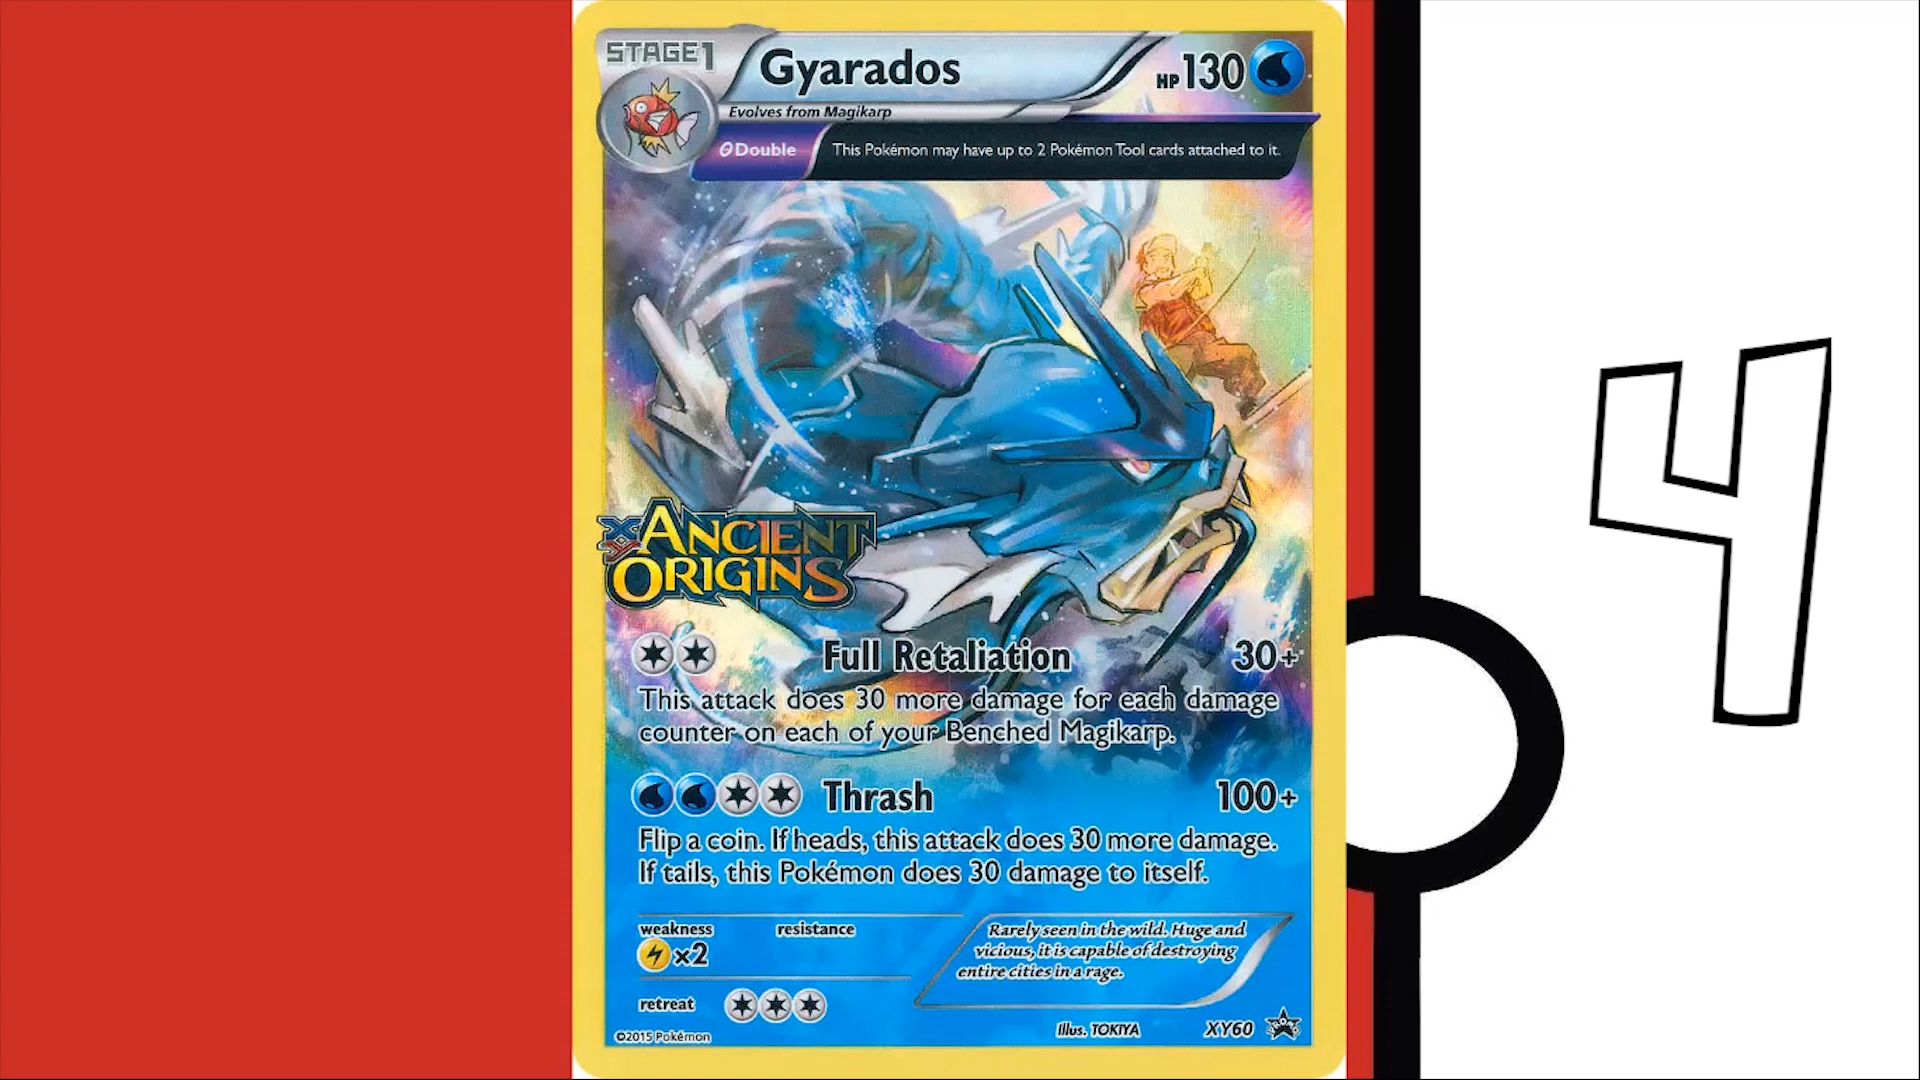 STAGE1
Gyarados
HP130
Evolves from Magikarp
Double
This Pokémon may have up to 2 Pokémon Tool cards attached to it.
4
XY ANCIENT
ORIGINS
Full Retaliation 30+
This attack does 30 more damage for each damage
counter on each of your Benched Magikarp.
Thrash 100+
Flip a coin. If heads, this attack does 30 more damage.
If tails, this Pokémon does 30 damage to itself.
weakness resistance
×2
Rarely seen in the wild. Huge and
vicious, it is capable of destroying
entire cities in a rage.
retreat
©2015 Pokémon
Illus. TOKIYA
XY60
PROMO